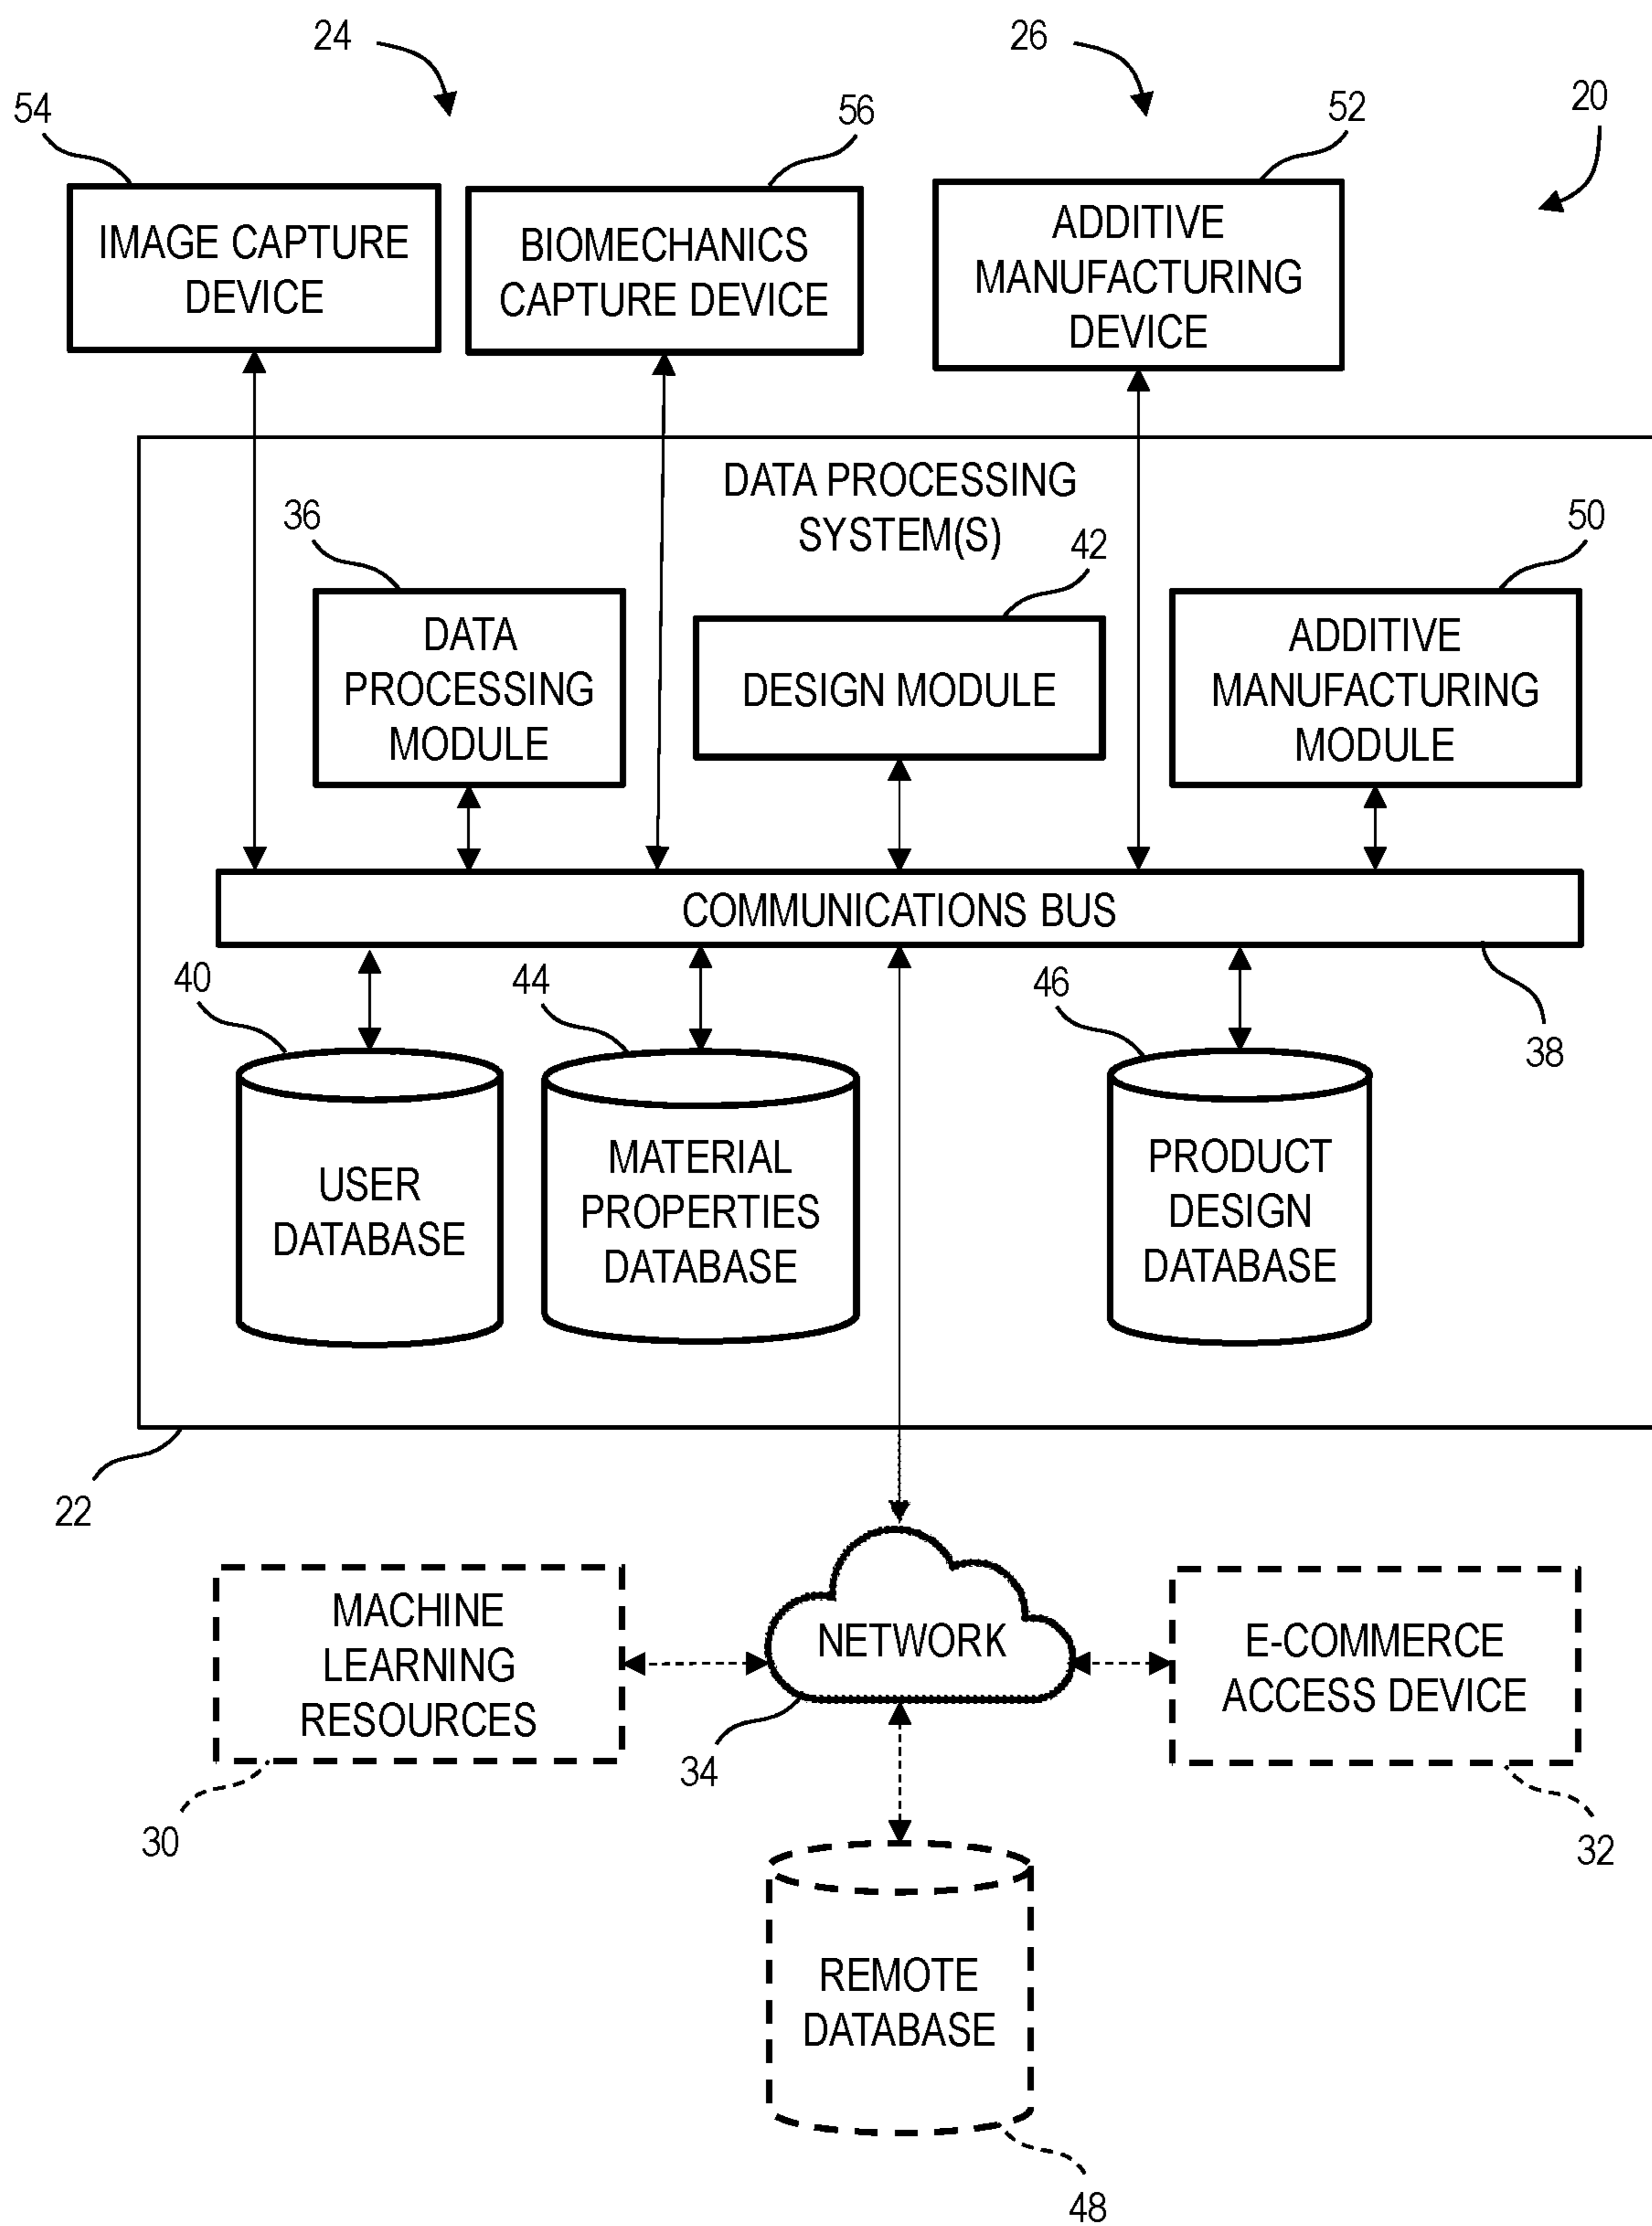 24
26
54
56
52
20
IMAGE CAPTURE
DEVICE
BIOMECHANICS
CAPTURE DEVICE
ADDITIVE
MANUFACTURING
DEVICE
DATA PROCESSING
SYSTEM(S)
36
42
50
DATA
PROCESSING
MODULE
DESIGN MODULE
ADDITIVE
MANUFACTURING
MODULE
COMMUNICATIONS BUS
40
44
46
38
USER
DATABASE
MATERIAL
PROPERTIES
DATABASE
PRODUCT
DESIGN
DATABASE
22
MACHINE
LEARNING
RESOURCES
NETWORK
E-COMMERCE
ACCESS DEVICE
30
34
32
REMOTE
DATABASE
48